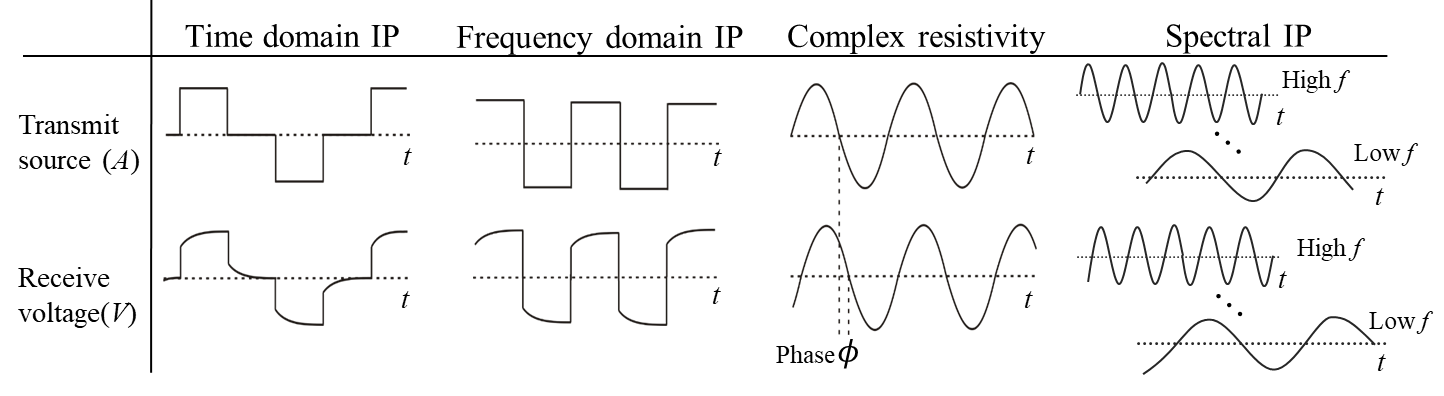 Time domain IP
Frequency domain IP
Complex resistivity
Spectral IP
Transmit
source (A)
t
t
t
High f
t
Low f
t
Receive
voltage(V)
t
t
t
Phase ϕ
High f
t
Low f
t